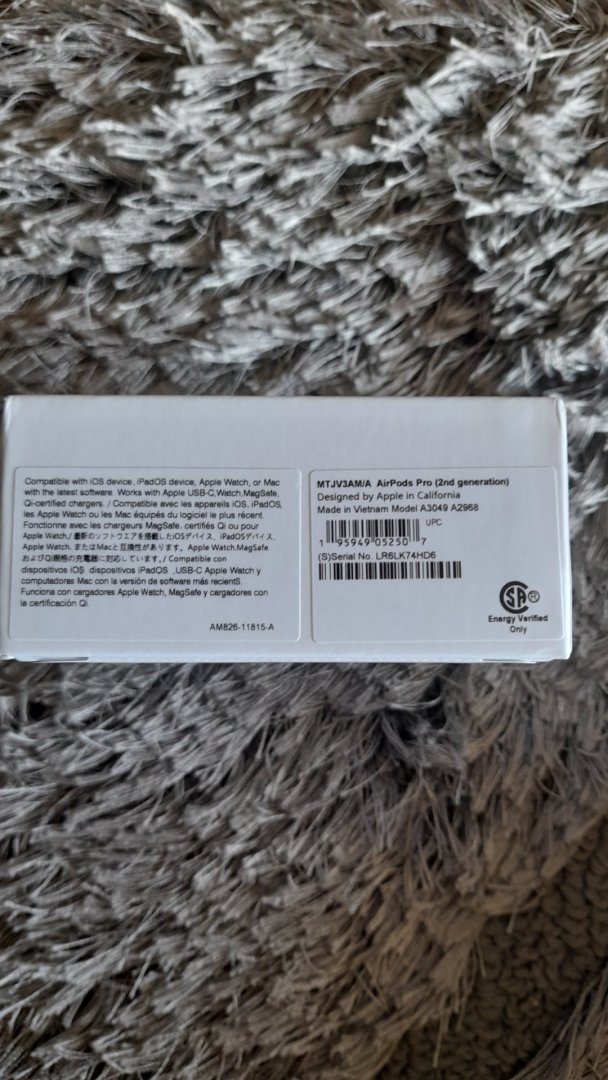 Compatible with iOS device, iPadOS device, Apple Watch, or Mac
with the latest software. Works with Apple USB-C,Watch,MagSafe,
Qi-certified chargers. / Compatible avec les appareils iOS, iPadOS,
les Apple Watch ou les Mac équipés du logiciel le plus récent.
Fonctionne avec les chargeurs MagSafe. certifiés Qi ou pour
Apple Watch./ 最新のソフトウエアを搭載したiOSデバイス、iPadOSデバイス、
Apple Watch. またはMacと互換性があります。Apple Watch.MagSafe
およびQi規格の充電器に対応しています。/ Compatible con
dispositivos iOS dispositivos iPadOS ,USB-C Apple Watch y
computadoras Mac con la versión de software más recientS.
Funciona con cargadores Apple Watch, MagSafe y cargadores con
la certificación Qi.
AM826-11815-A
MTJV3AM/A AirPods Pro (2nd generation)
Designed by Apple in California
Made in Vietnam Model A3049 A2968
UPC
1 95949 05250 7
(S)Serial No. LR6LK74HD6
SA ®
Energy Verified
Only